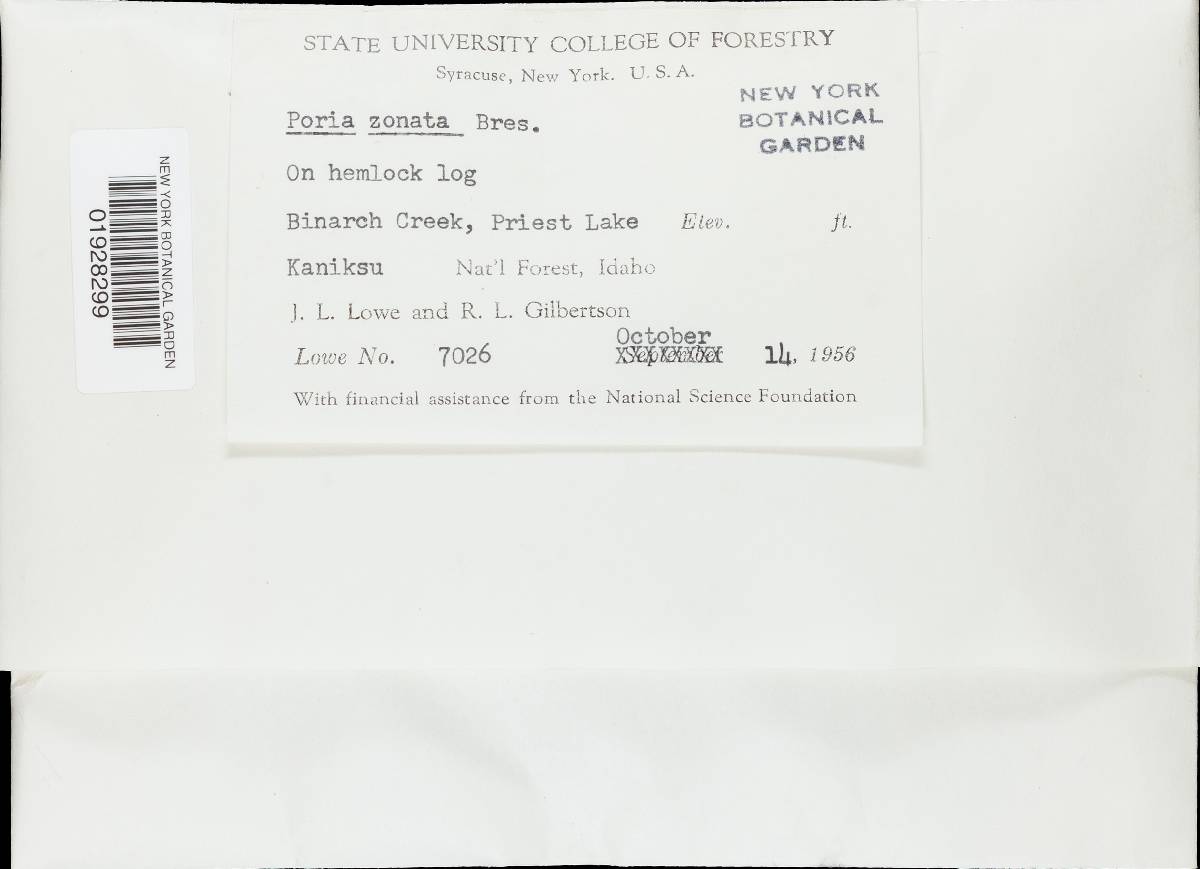 STATE UNIVERSITY COLLEGE OF FORESTRY
Syracuse, New York. U. S. A.
NEW YORK
BOTANICAL
GARDEN
Poria zonata Bres.
On hemlock log
Binarch Creek, Priest Lake Elev. ft.
Kaniksu Nat'l Forest, Idaho
J. L. Lowe and R. L. Gilbertson
October
Lowe No. 7026 September 14, 1956
With financial assistance from the National Science Foundation
NEW YORK BOTANICAL GARDEN
01928299